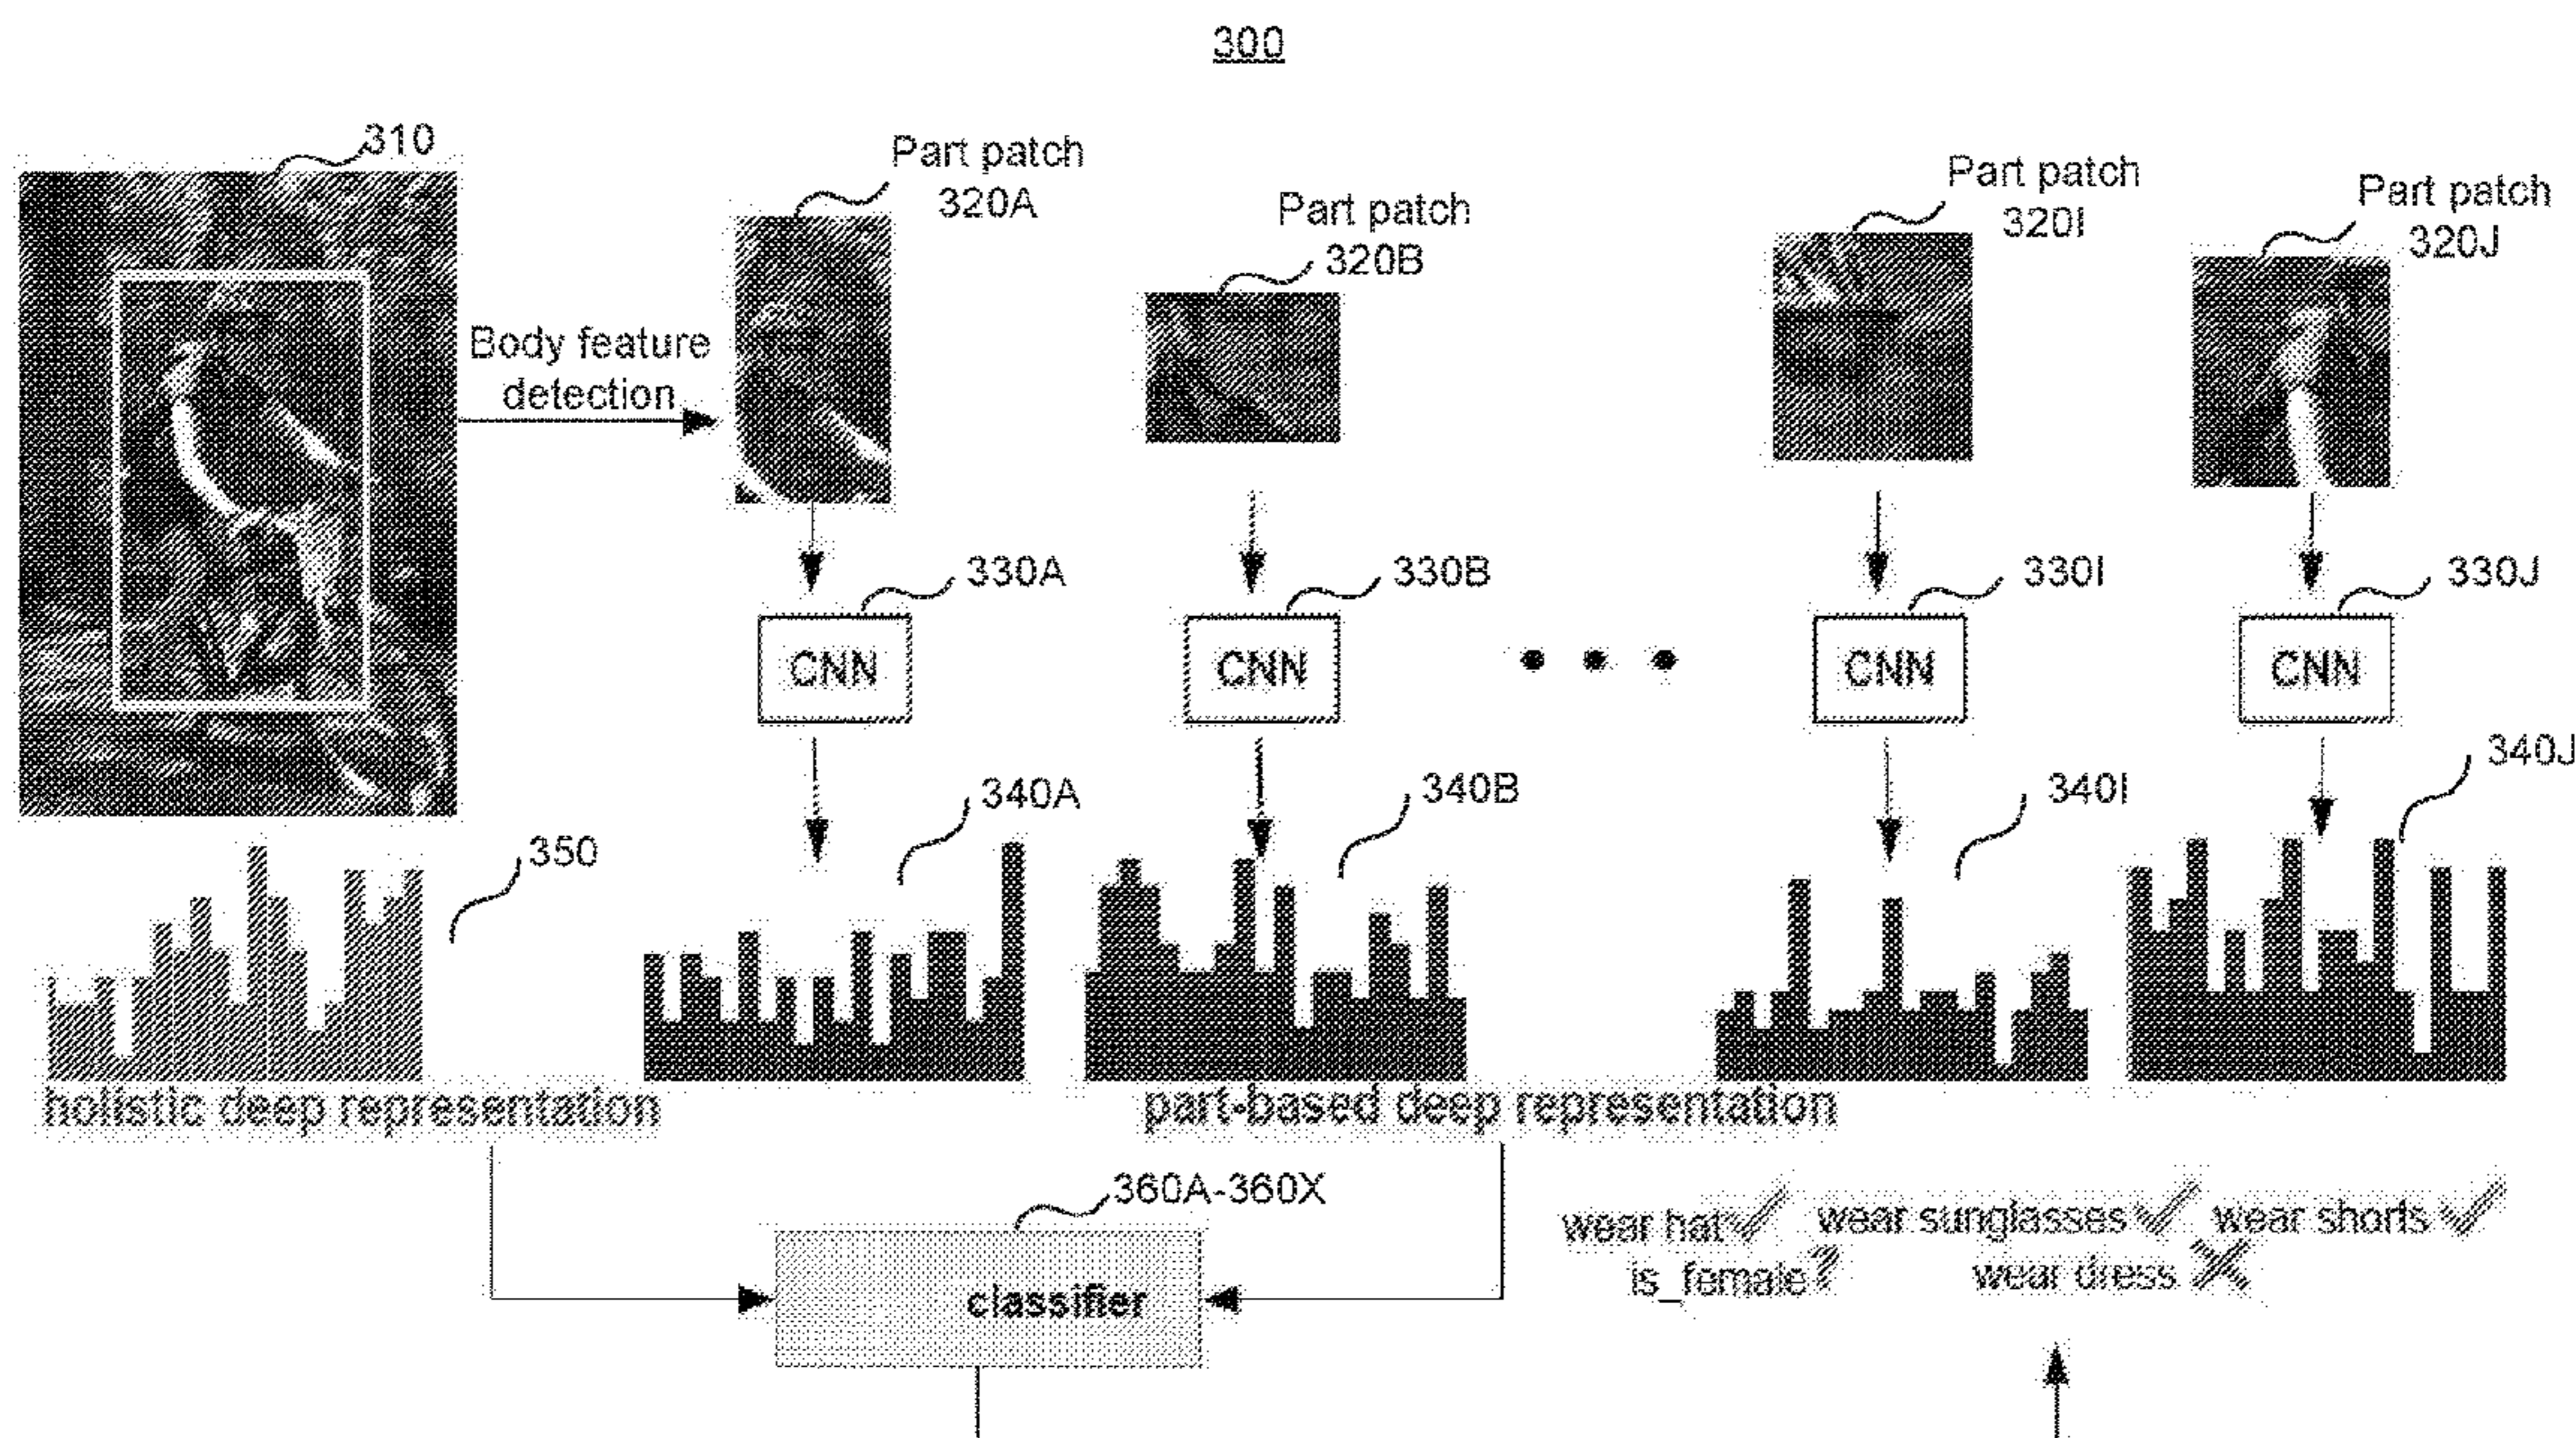 300
310
Part patch
320A
Part patch
320B
Part patch
320I
Part patch
320J
Body feature
detection
330A
330B
330I
330J
CNN
CNN
CNN
CNN
340A
340B
340I
340J
350
holistic deep representation
part-based deep representation
360A-360X
classifier
wear hat ✓ wear sunglasses ✓ wear shorts ✓
is_female ? wear dress ✗